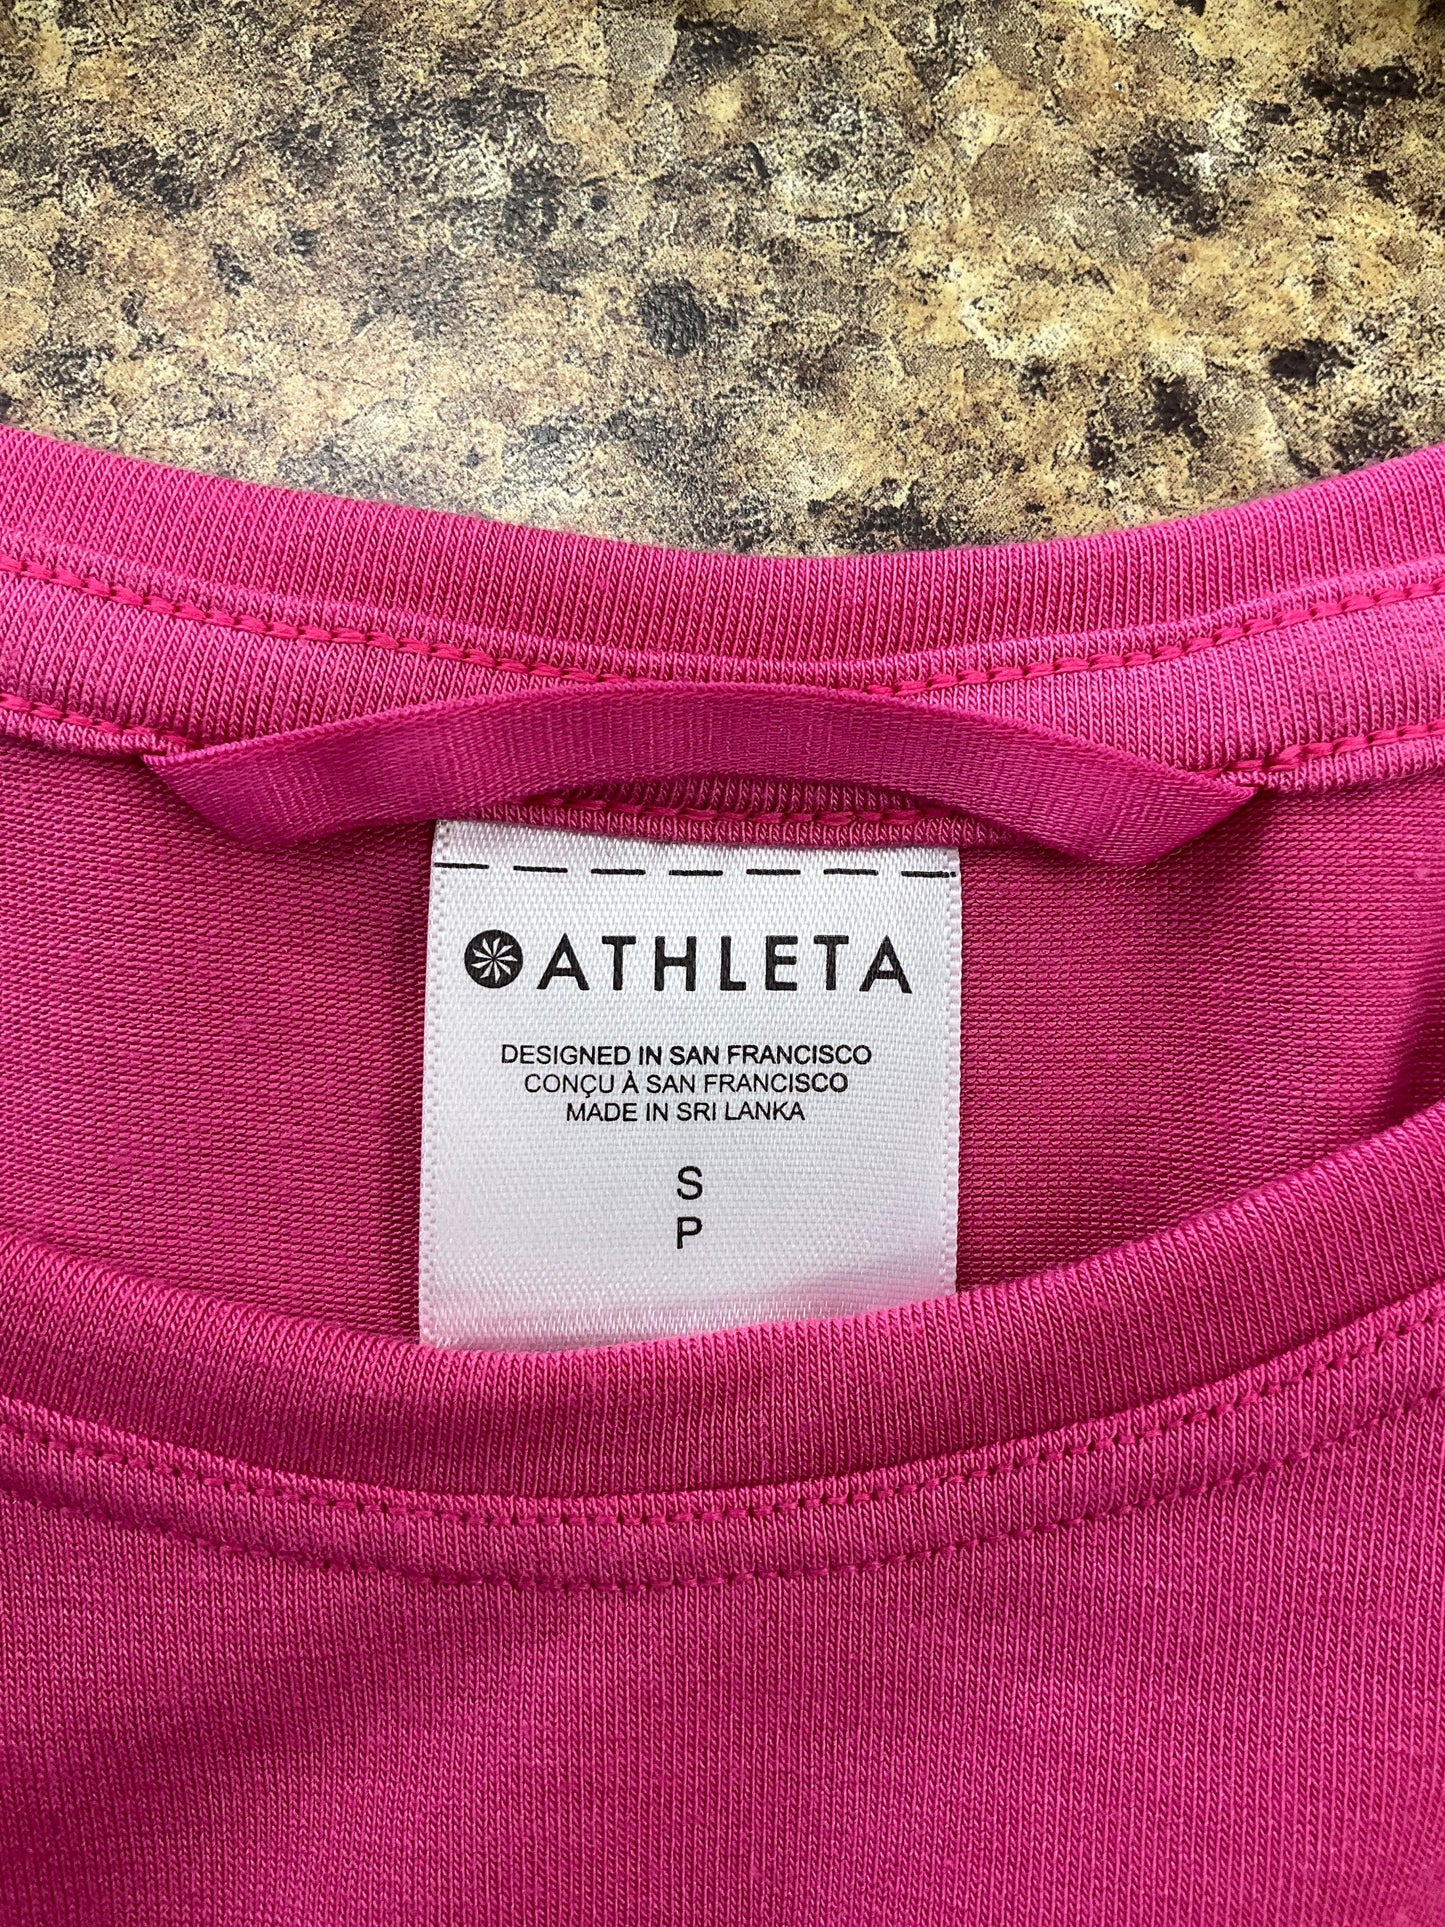 ATHLETA
DESIGNED IN SAN FRANCISCO
CONÇU À SAN FRANCISCO
MADE IN SRI LANKA
S
P